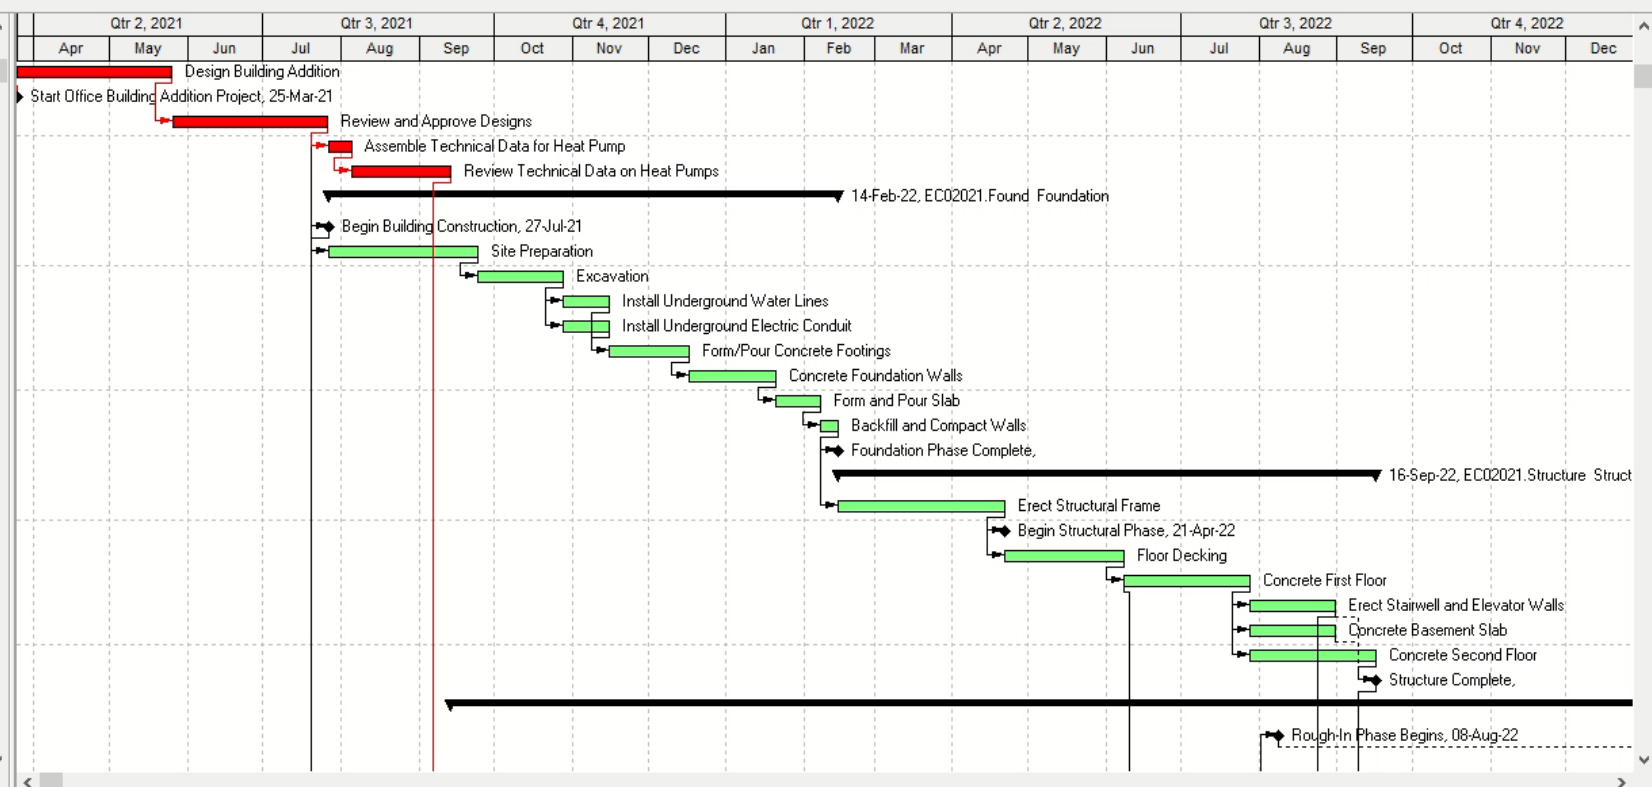 Qtr 2, 2021 Qtr 3, 2021 Qtr 4, 2021 Qtr 1, 2022 Qtr 2, 2022 Qtr 3, 2022 Qtr 4, 2022
Apr May Jun Jul Aug Sep Oct Nov Dec Jan Feb Mar Apr May Jun Jul Aug Sep Oct Nov Dec
Design Building Addition
Start Office Building Addition Project, 25-Mar-21
Review and Approve Designs
Assemble Technical Data for Heat Pump
Review Technical Data on Heat Pumps
14-Feb-22, EC02021.Found Foundation
Begin Building Construction, 27-Jul-21
Site Preparation
Excavation
Install Underground Water Lines
Install Underground Electric Conduit
Form/Pour Concrete Footings
Concrete Foundation Walls
Form and Pour Slab
Backfill and Compact Walls
Foundation Phase Complete,
16-Sep-22, EC02021.Structure Struct
Erect Structural Frame
Begin Structural Phase, 21-Apr-22
Floor Decking
Concrete First Floor
Erect Stairwell and Elevator Walls
Concrete Basement Slab
Concrete Second Floor
Structure Complete,
Rough-In Phase Begins, 08-Aug-22